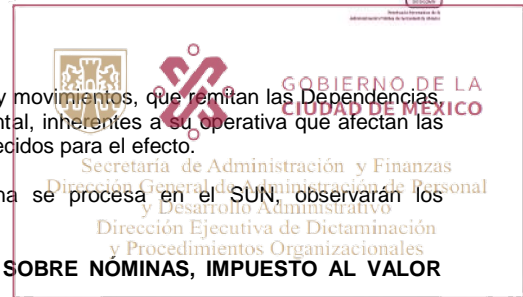 GOBIERNO DE LA
y movimientos, que remitan las Dependencias,
CIUDAD DE MÉXICO
ntal, inherentes a su operativa que afectan las
ecidos para el efecto.
Secretaría de Administración y Finanzas
Dirección General de Administración de Personal
na se procesa en el SUN, observarán los
y Desarrollo Administrativo
Dirección Ejecutiva de Dictaminación
y Procedimientos Organizacionales
SOBRE NÓMINAS, IMPUESTO AL VALOR